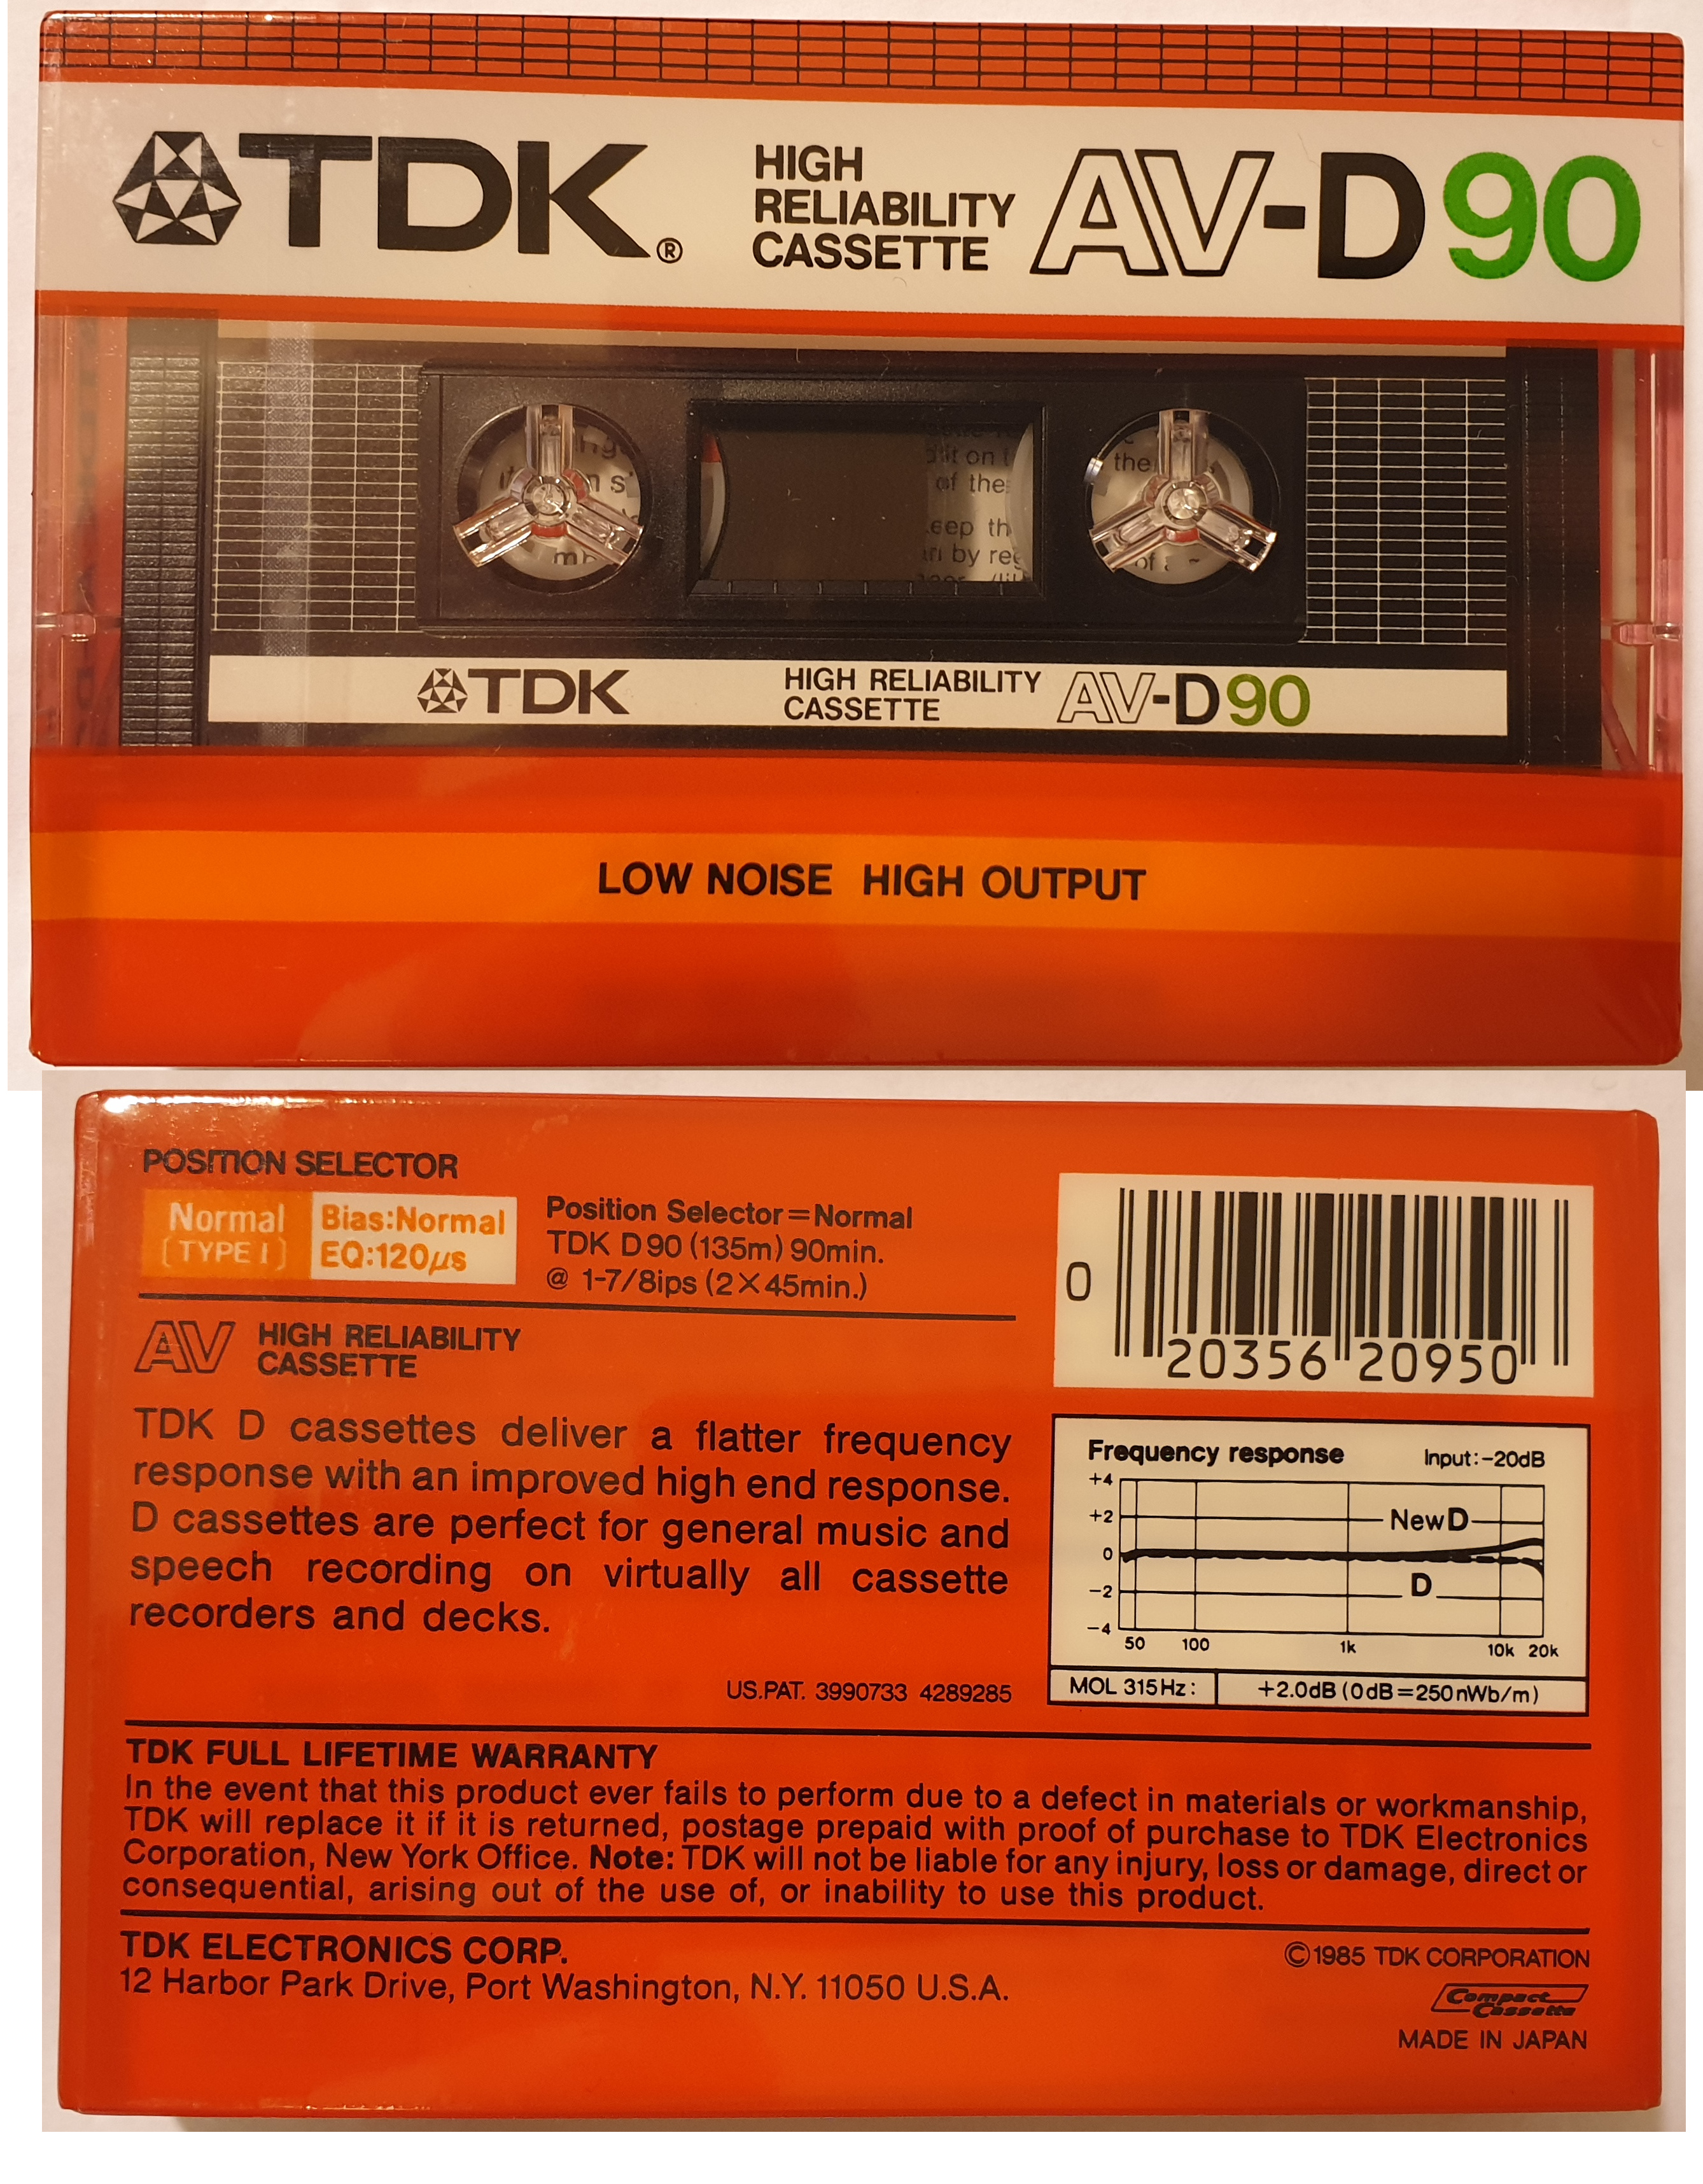 TDK®
HIGH
RELIABILITY
CASSETTE
AV-D90
it on
the
of the
eep th
by
TDK
HIGH RELIABILITY
CASSETTE
AV-D90
LOW NOISE HIGH OUTPUT
POSITION SELECTOR
Normal
[TYPE I]
Bias:Normal
EQ:120µs
Position Selector=Normal
TDK D90 (135m) 90min.
@ 1-7/8ips (2×45min.)
AV
HIGH RELIABILITY
CASSETTE
TDK D cassettes deliver a flatter frequency
response with an improved high end response.
D cassettes are perfect for general music and
speech recording on virtually all cassette
recorders and decks.
US.PAT. 3990733 4289285
0 20356 20950
Frequency response Input:-20dB
+4
+2
0
-2
-4
New D
D
50 100 1k 10k 20k
MOL 315Hz: +2.0dB (0dB=250nWb/m)
TDK FULL LIFETIME WARRANTY
In the event that this product ever fails to perform due to a defect in materials or workmanship,
TDK will replace it if it is returned, postage prepaid with proof of purchase to TDK Electronics
Corporation, New York Office. Note: TDK will not be liable for any injury, loss or damage, direct or
consequential, arising out of the use of, or inability to use this product.
TDK ELECTRONICS CORP.
12 Harbor Park Drive, Port Washington, N.Y. 11050 U.S.A.
©1985 TDK CORPORATION
Compact
Cassette
MADE IN JAPAN